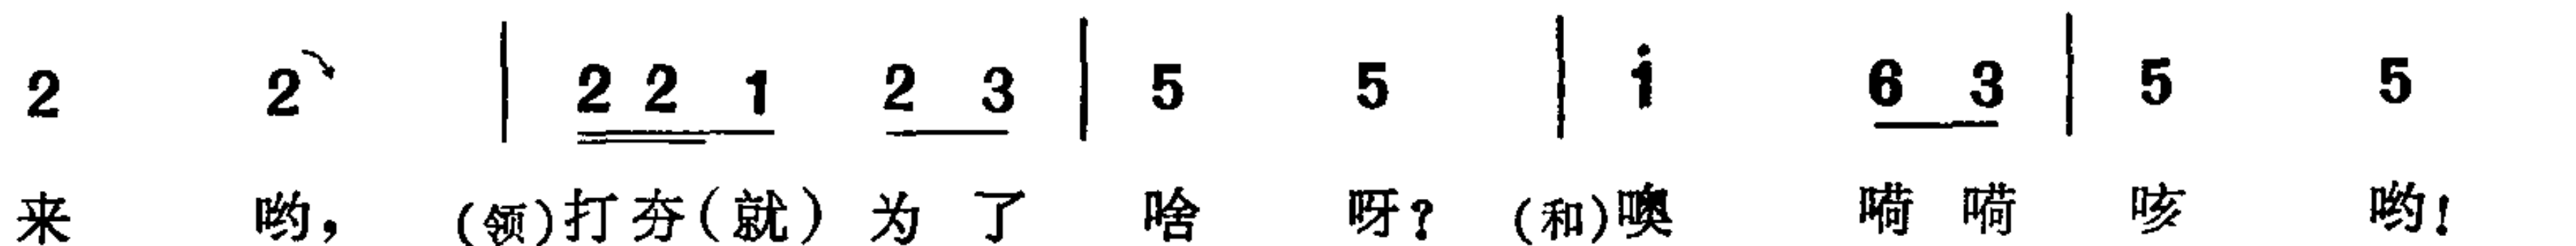 2 2 | 2 2 1 2 3 | 5 5 | i 6 3 | 5 5
来 哟， (领)打夯(就) 为 了 啥 呀？ (和)噢 嗬 嗬 咳 哟！